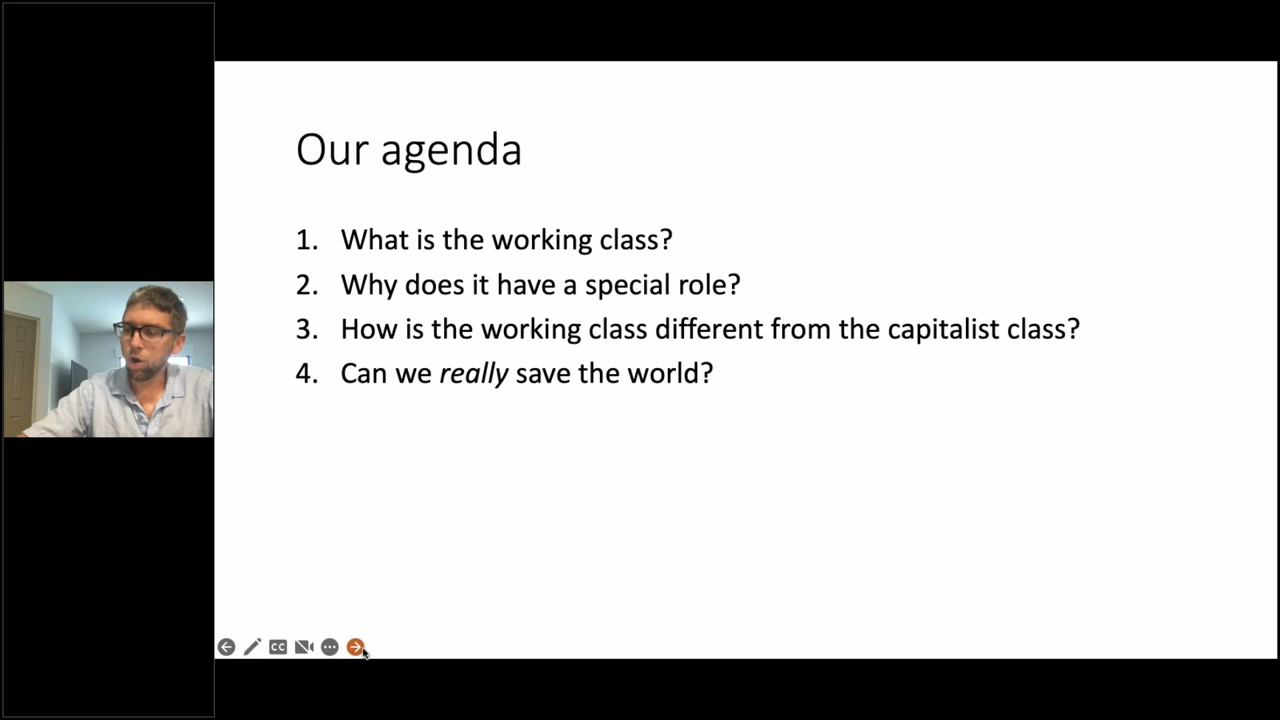 Our agenda
1. What is the working class?
2. Why does it have a special role?
3. How is the working class different from the capitalist class?
4. Can we really save the world?
CC